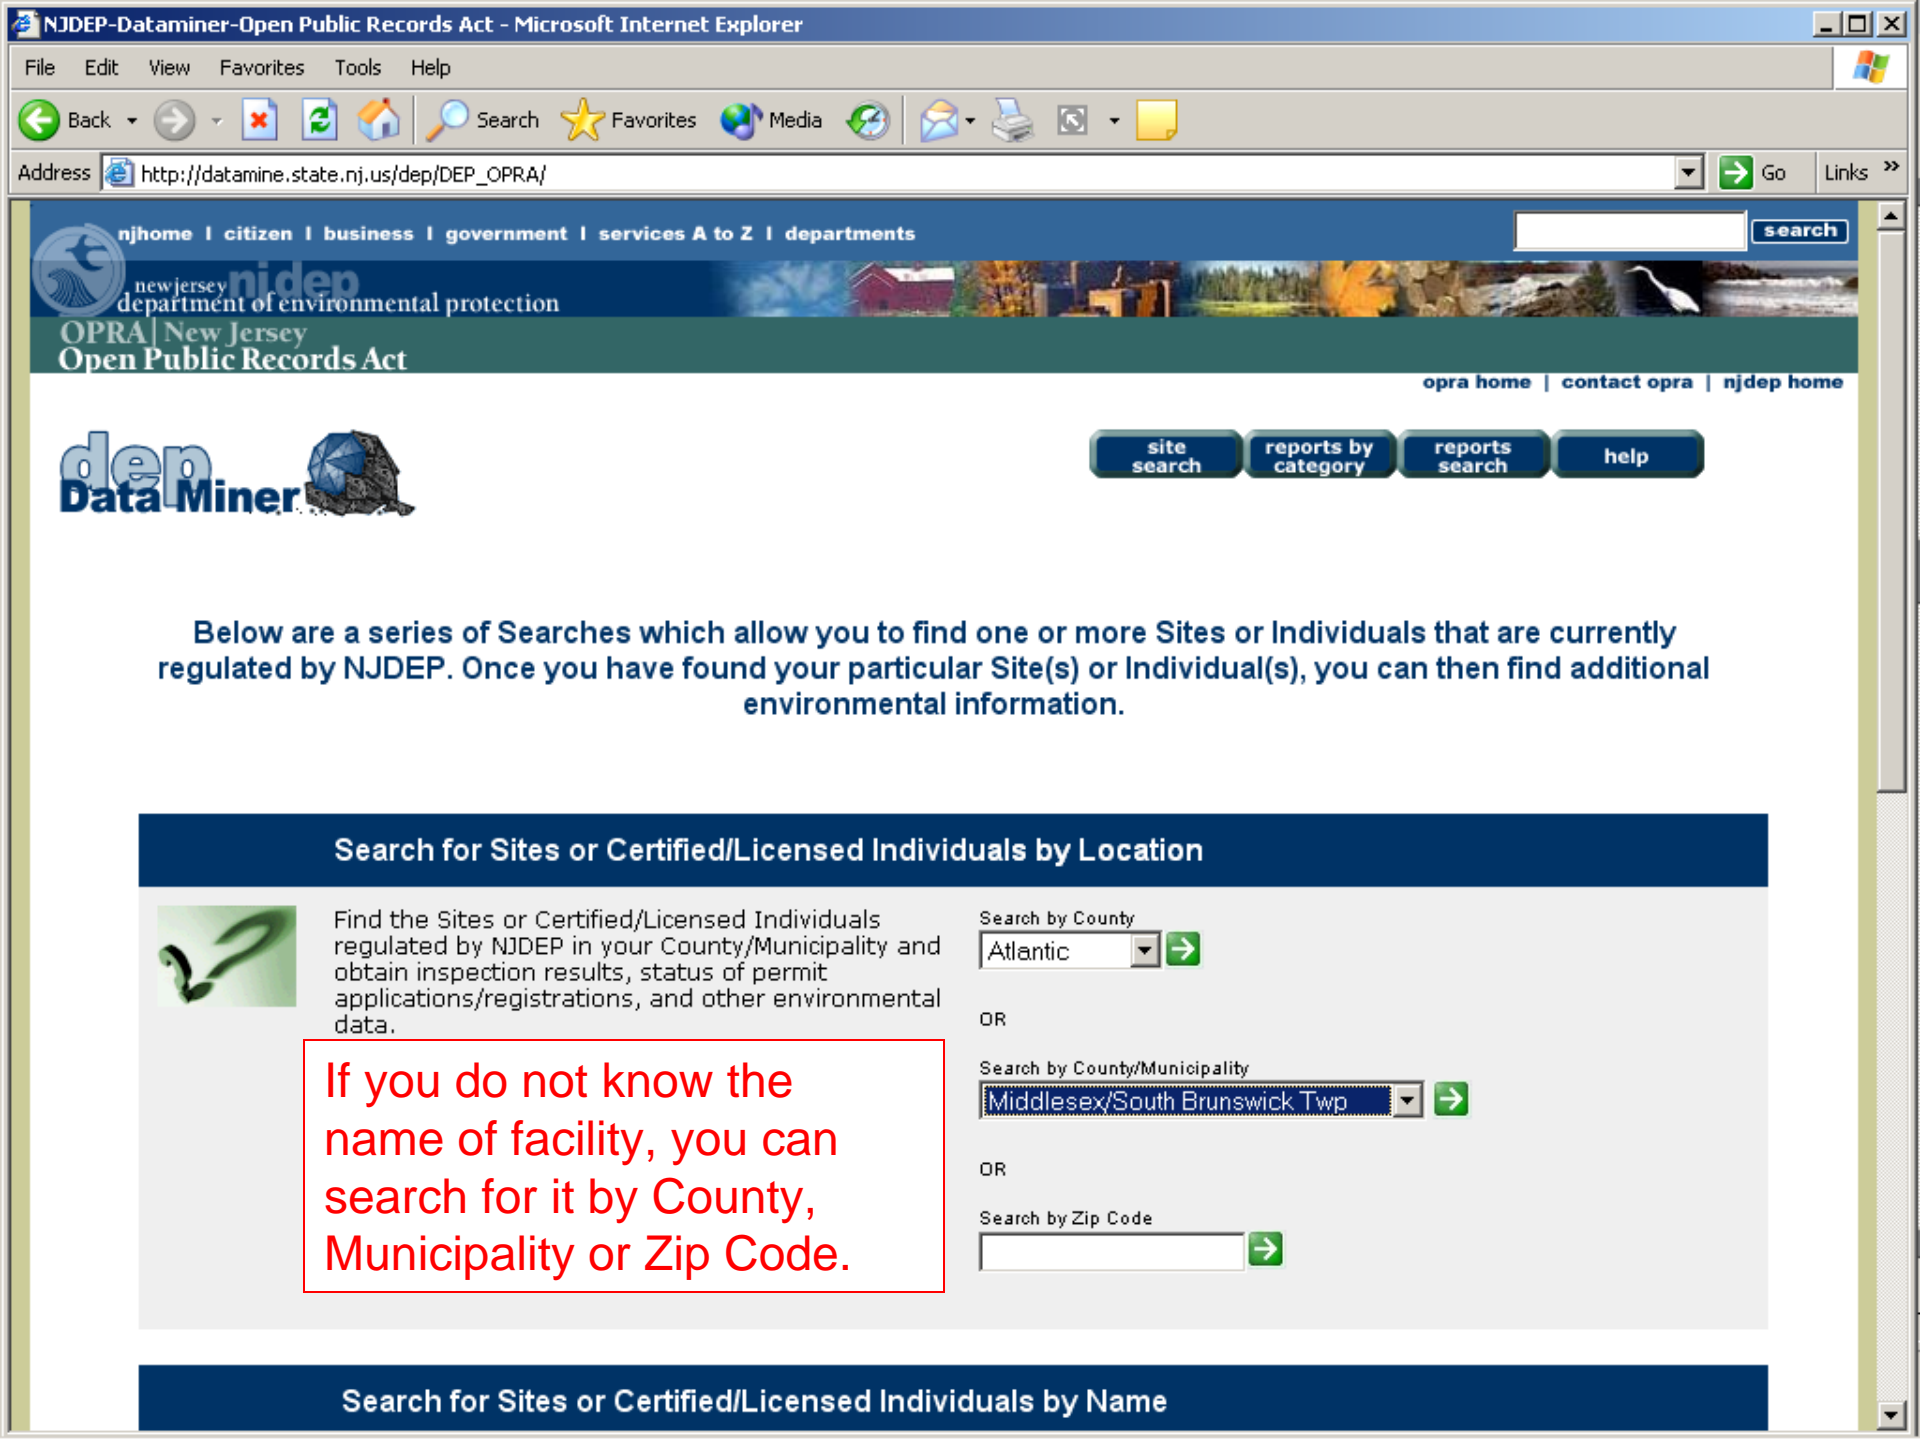 NJDEP-Dataminer-Open Public Records Act - Microsoft Internet Explorer
File Edit View Favorites Tools Help
Back Search Favorites Media
Address http://datamine.state.nj.us/dep/DEP_OPRA/ Go Links »
njhome | citizen | business | government | services A to Z | departments search
newjersey njdep
department of environmental protection
OPRA | New Jersey
Open Public Records Act
opra home | contact opra | njdep home
dep
Data Miner
site search reports by category reports search help
Below are a series of Searches which allow you to find one or more Sites or Individuals that are currently
regulated by NJDEP. Once you have found your particular Site(s) or Individual(s), you can then find additional
environmental information.
Search for Sites or Certified/Licensed Individuals by Location
Find the Sites or Certified/Licensed Individuals
regulated by NJDEP in your County/Municipality and
obtain inspection results, status of permit
applications/registrations, and other environmental
data.
If you do not know the
name of facility, you can
search for it by County,
Municipality or Zip Code.
Search by County
Atlantic
OR
Search by County/Municipality
Middlesex/South Brunswick Twp
OR
Search by Zip Code
Search for Sites or Certified/Licensed Individuals by Name